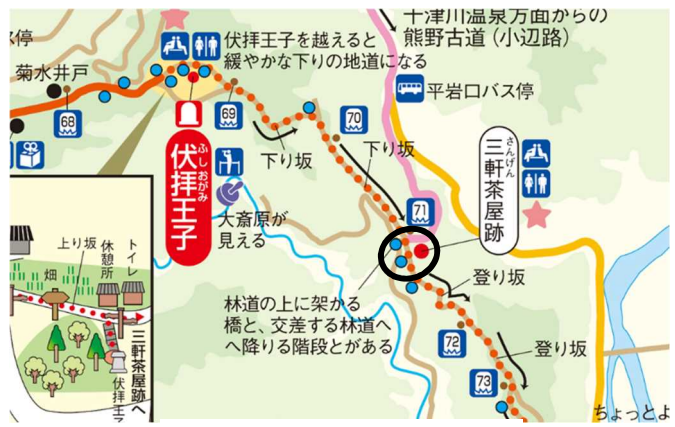 十津川温泉方面からの
熊野古道（小辺路）
ス停
伏拝王子を越えると
緩やかな下りの地道になる
菊水井戸
平岩口バス停
68
69
70
下り坂
下り坂
さんげん
三軒茶屋跡
ふしおがみ
伏拝王子
71
大斎原が
見える
登り坂
林道の上に架かる
橋と、交差する林道へ
へ降りる階段とがある
72
登り坂
73
ちょっとよ
上り坂
休憩所
トイレ
畑
三軒茶屋跡へ
伏拝王子